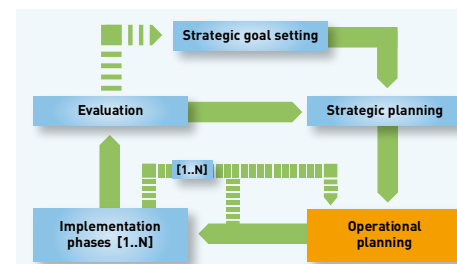 Strategic goal setting
Evaluation
Strategic planning
[1..N]
Implementation
phases [1..N]
Operational
planning